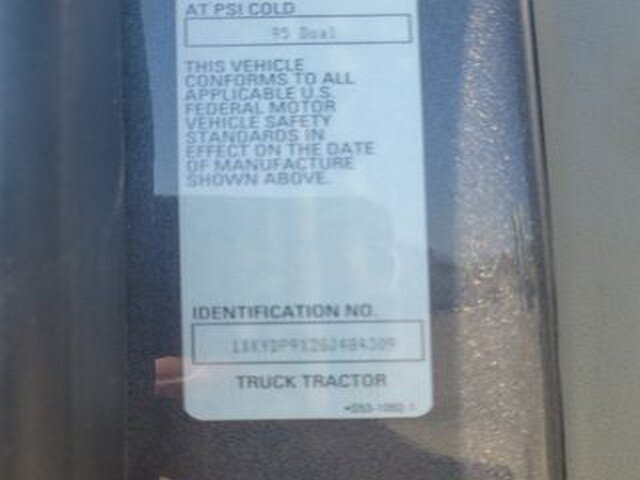 AT PSI COLD
95 Dual
THIS VEHICLE
CONFORMS TO ALL
APPLICABLE U.S.
FEDERAL MOTOR
VEHICLE SAFETY
STANDARDS IN
EFFECT ON THE DATE
OF MANUFACTURE
SHOWN ABOVE.
IDENTIFICATION NO.
TRUCK TRACTOR